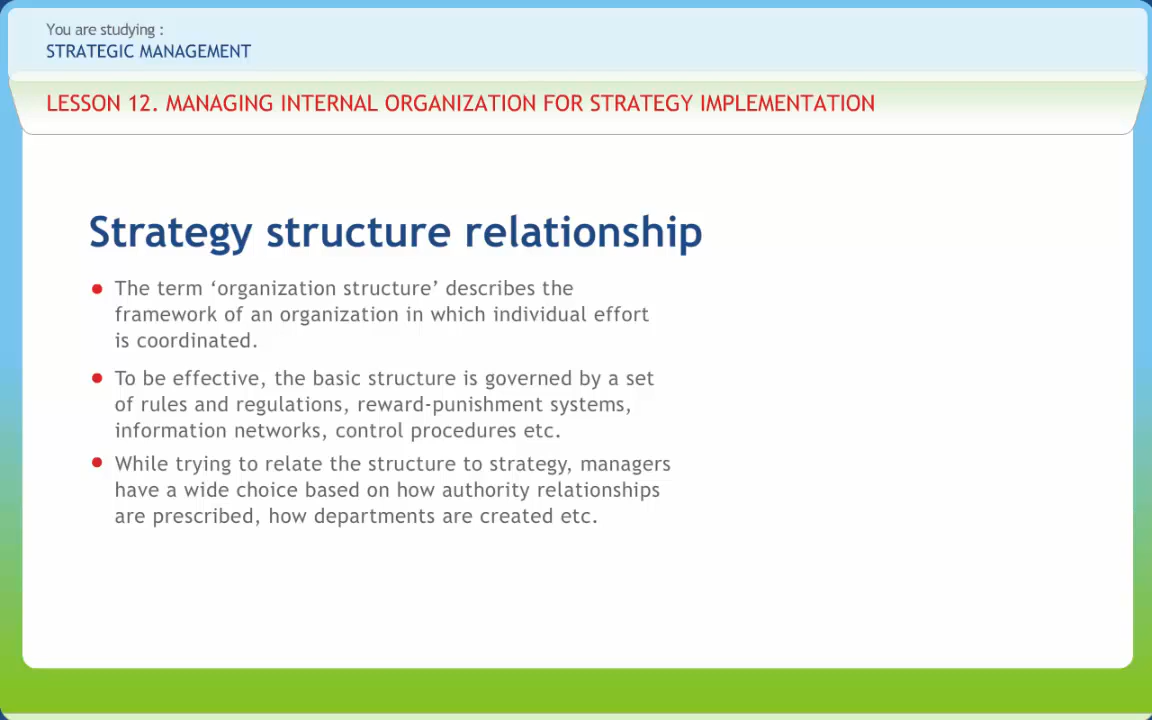 You are studying :
STRATEGIC MANAGEMENT
LESSON 12. MANAGING INTERNAL ORGANIZATION FOR STRATEGY IMPLEMENTATION
Strategy structure relationship
• The term ‘organization structure’ describes the
framework of an organization in which individual effort
is coordinated.
• To be effective, the basic structure is governed by a set
of rules and regulations, reward-punishment systems,
information networks, control procedures etc.
• While trying to relate the structure to strategy, managers
have a wide choice based on how authority relationships
are prescribed, how departments are created etc.